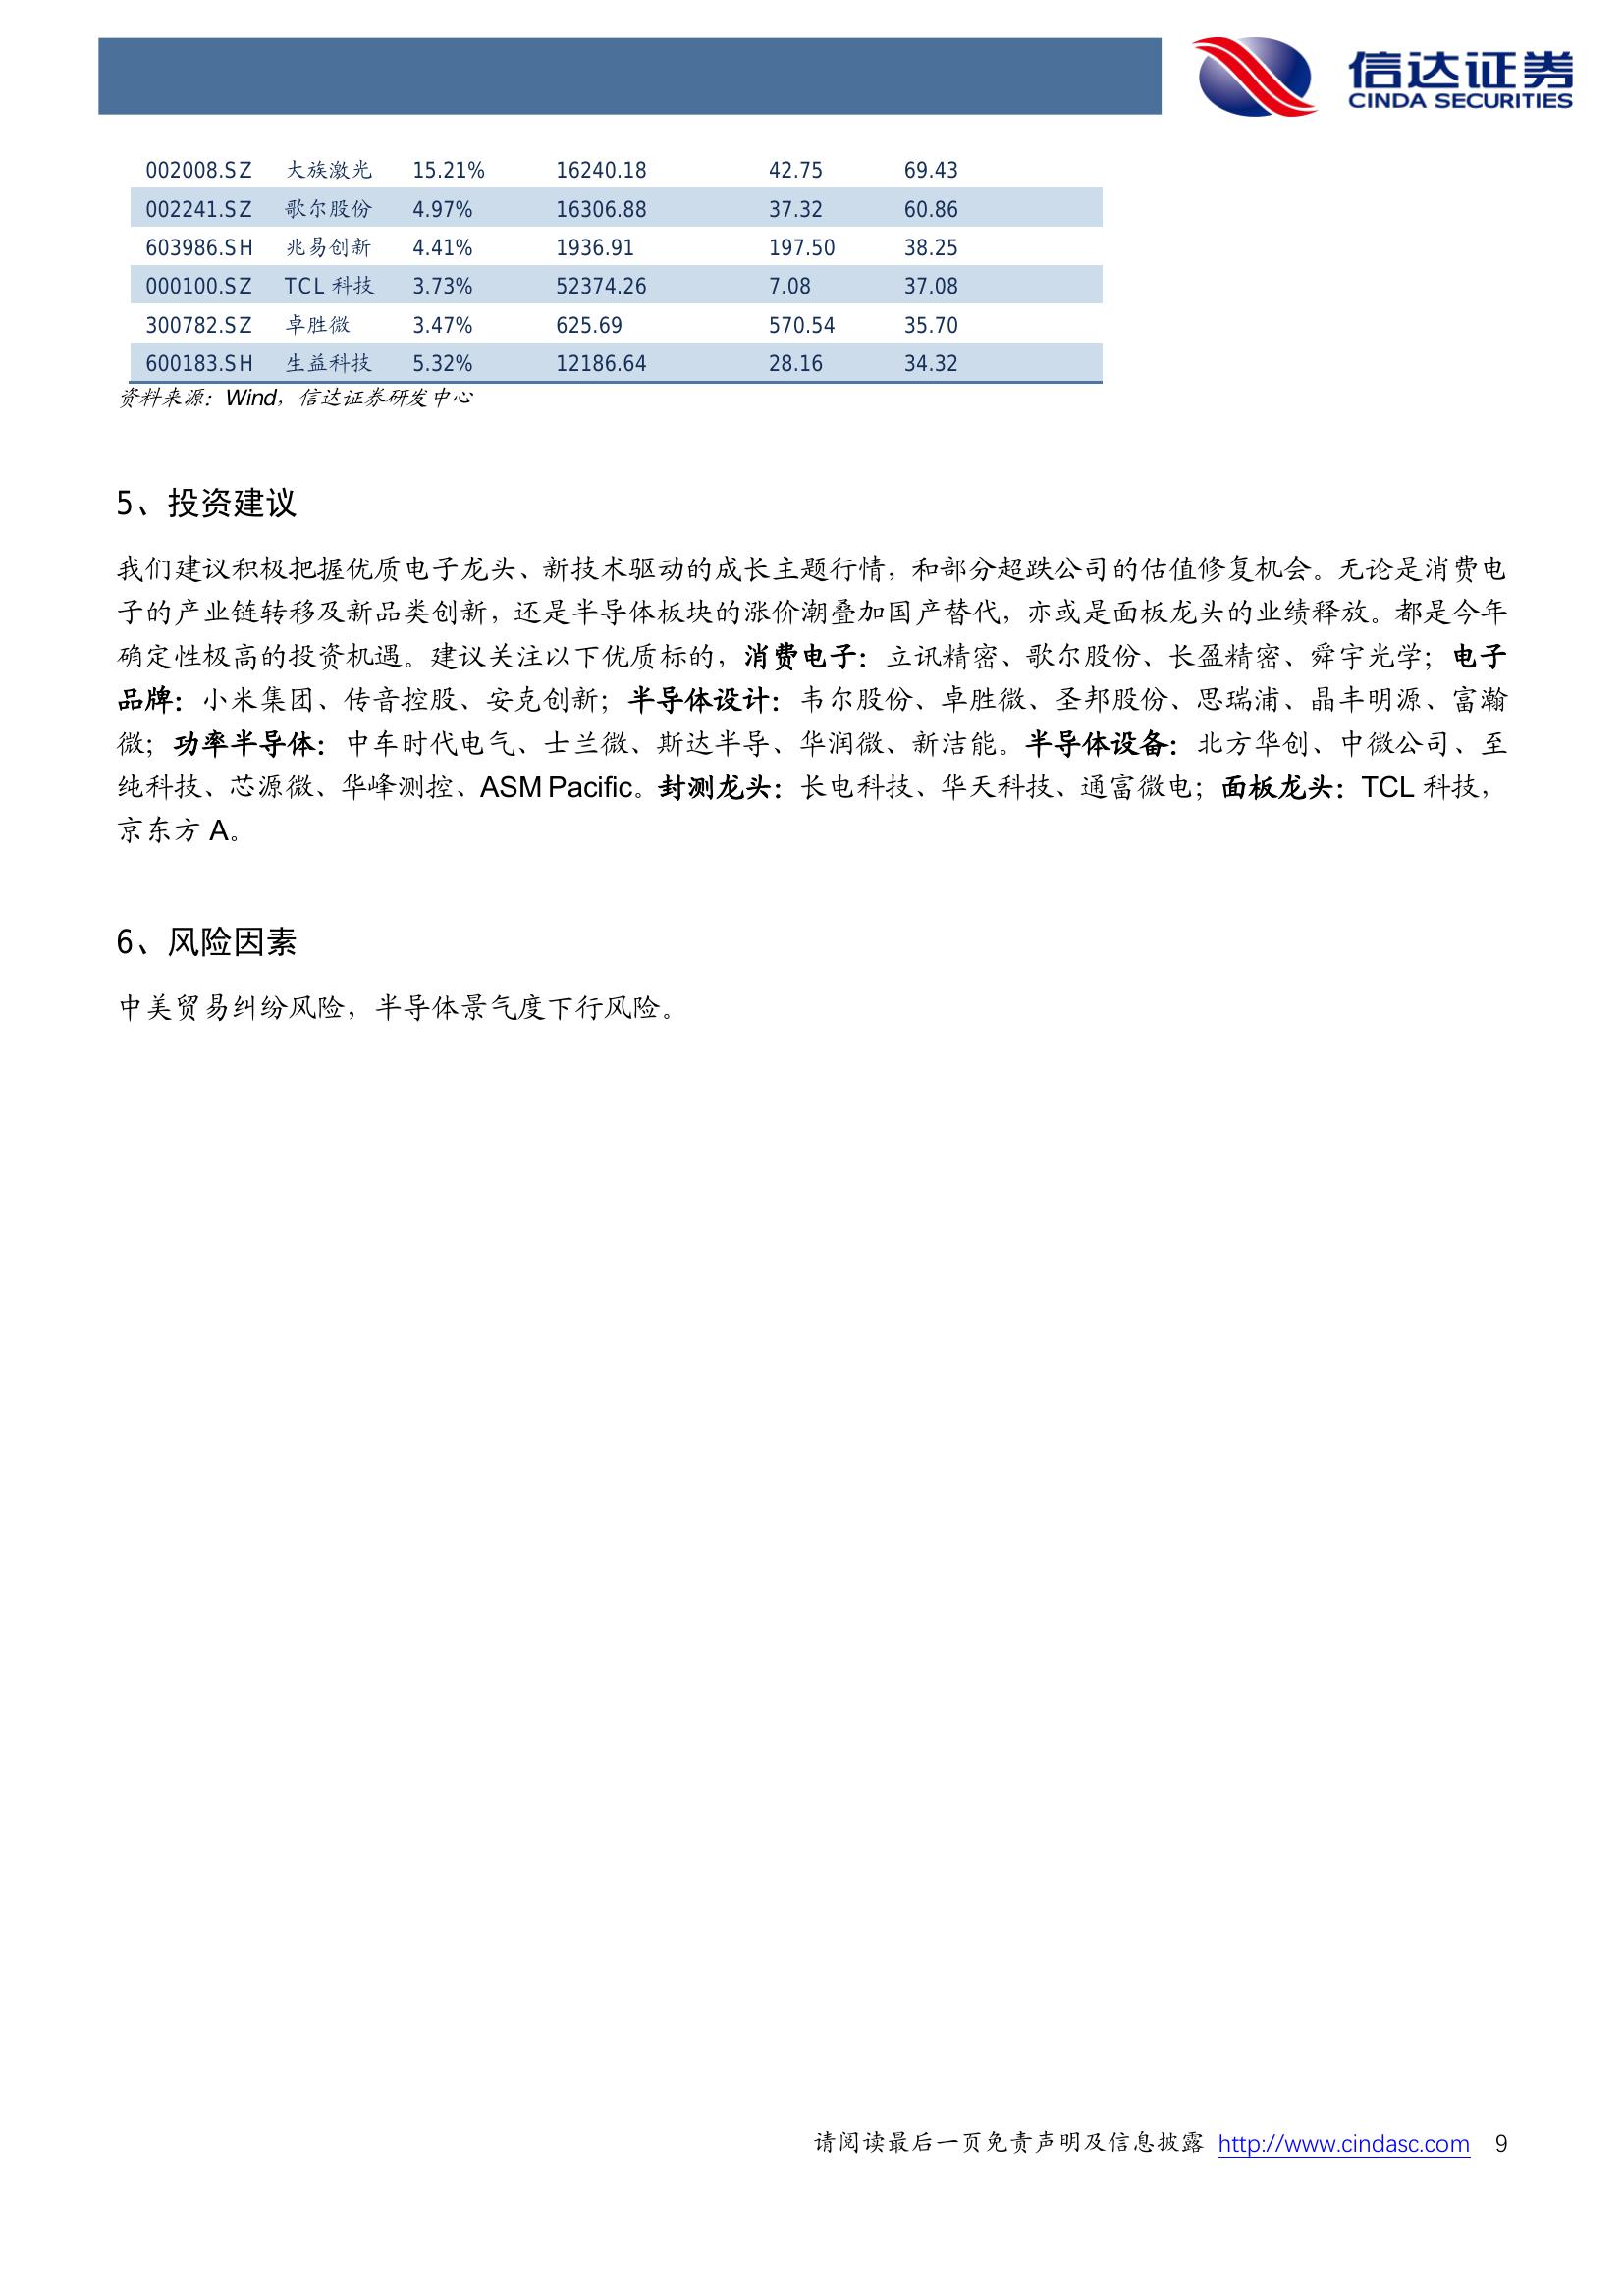 信达证券
CINDA SECURITIES
002008.SZ 大族激光 15.21% 16240.18 42.75 69.43
002241.SZ 歌尔股份 4.97% 16306.88 37.32 60.86
603986.SH 兆易创新 4.41% 1936.91 197.50 38.25
000100.SZ TCL 科技 3.73% 52374.26 7.08 37.08
300782.SZ 卓胜微 3.47% 625.69 570.54 35.70
600183.SH 生益科技 5.32% 12186.64 28.16 34.32
资料来源：Wind，信达证券研发中心
5、投资建议
我们建议积极把握优质电子龙头、新技术驱动的成长主题行情，和部分超跌公司的估值修复机会。无论是消费电
子的产业链转移及新品类创新，还是半导体板块的涨价潮叠加国产替代，亦或是面板龙头的业绩释放。都是今年
确定性极高的投资机遇。建议关注以下优质标的，消费电子：立讯精密、歌尔股份、长盈精密、舜宇光学；电子
品牌：小米集团、传音控股、安克创新；半导体设计：韦尔股份、卓胜微、圣邦股份、思瑞浦、晶丰明源、富瀚
微；功率半导体：中车时代电气、士兰微、斯达半导、华润微、新洁能。半导体设备：北方华创、中微公司、至
纯科技、芯源微、华峰测控、ASM Pacific。封测龙头：长电科技、华天科技、通富微电；面板龙头：TCL 科技，
京东方 A。
6、风险因素
中美贸易纠纷风险，半导体景气度下行风险。
请阅读最后一页免责声明及信息披露 http://www.cindasc.com 9